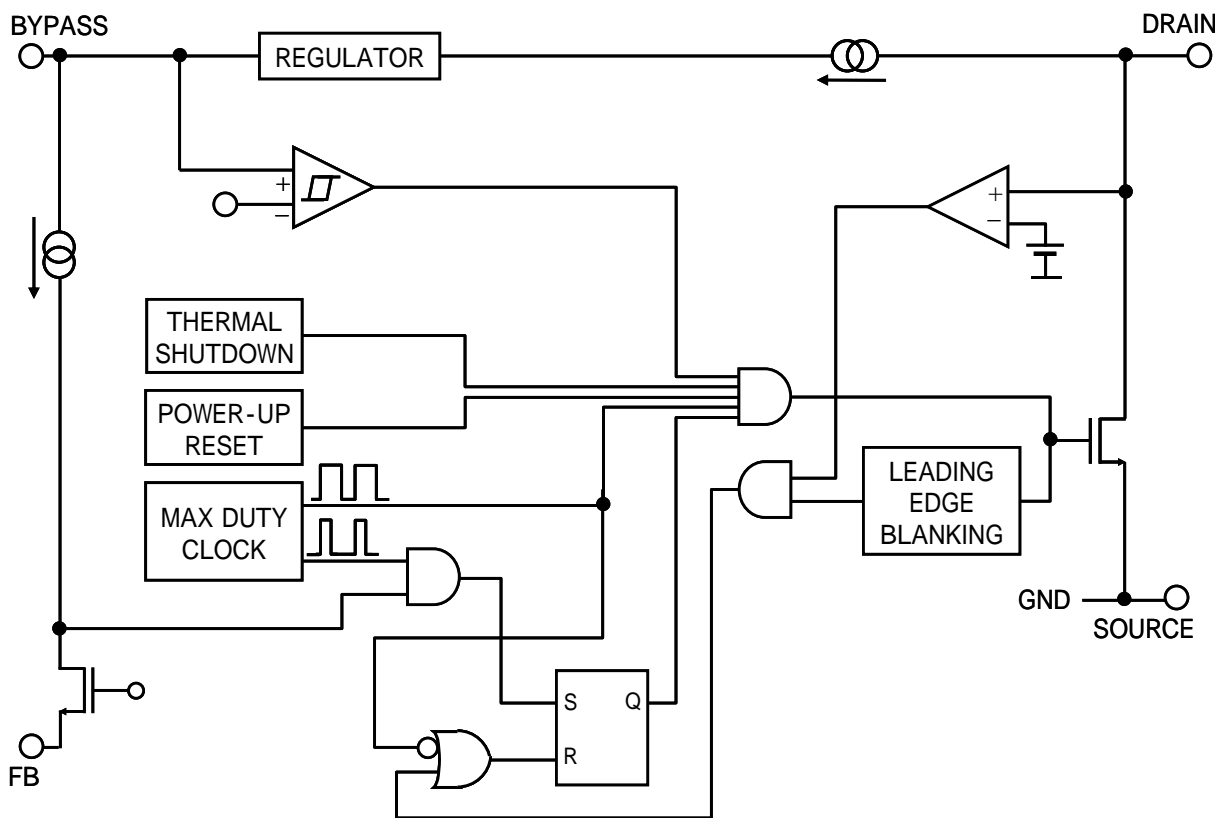 BYPASS
DRAIN
REGULATOR
+
−
+
−
THERMAL
SHUTDOWN
POWER-UP
RESET
MAX DUTY
CLOCK
LEADING
EDGE
BLANKING
GND
SOURCE
S
Q
R
FB